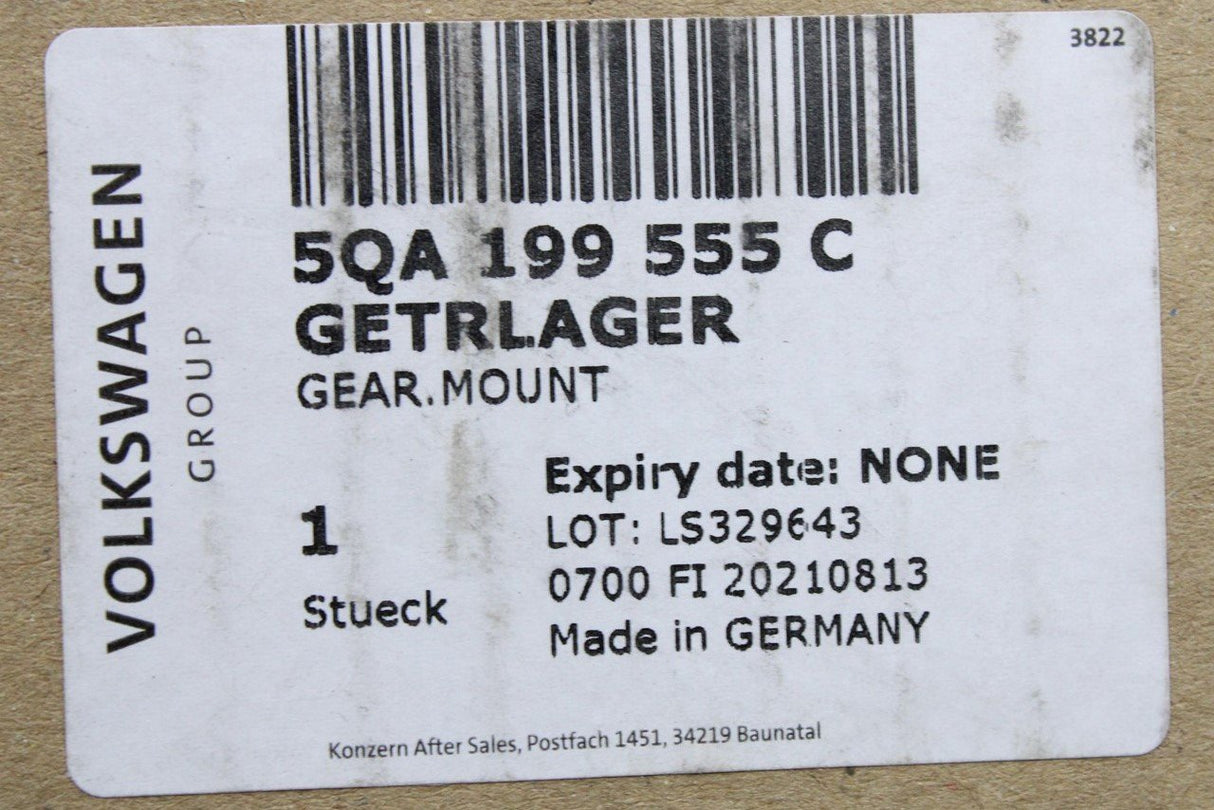 3822
VOLKSWAGEN
GROUP
5QA 199 555 C
GETRLAGER
GEAR.MOUNT
1
Stueck
Expiry date: NONE
LOT: LS329643
0700 FI 20210813
Made in GERMANY
Konzern After Sales, Postfach 1451, 34219 Baunatal